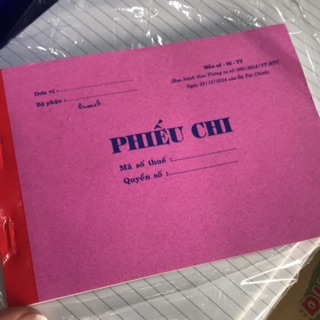 Mẫu số - 02 - TT
Đơn vị :
(Ban hành theo Thông tư số: 200/2014/TT-BTC
Bộ phận :
Ngày 22/12/2014 của Bộ Tài Chính)
PHIẾU CHI
Mã số thuế :
Quyển số :